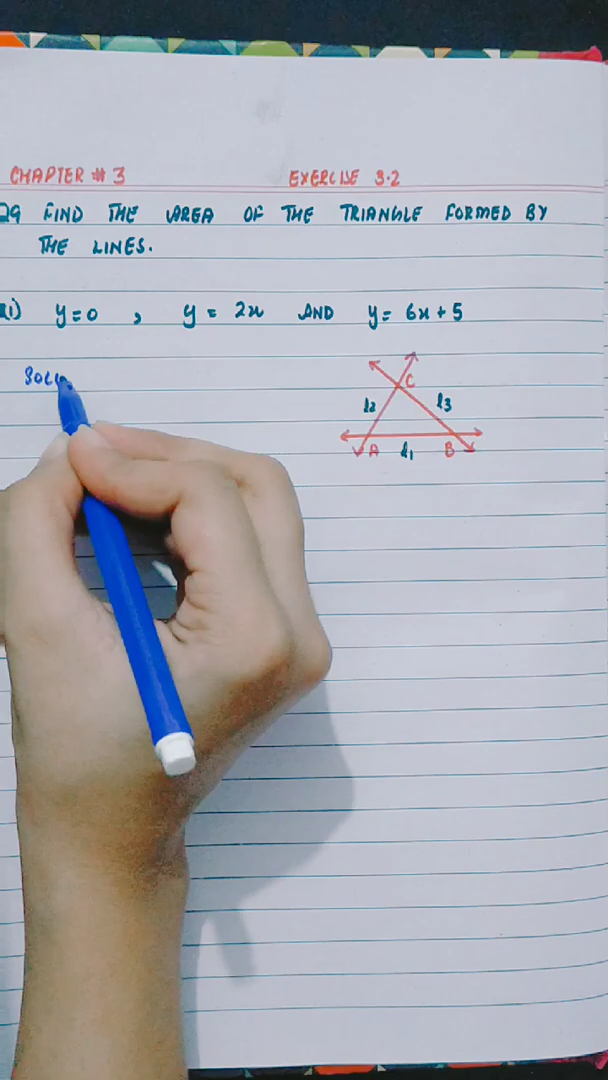 CHAPTER # 3 EXERCISE 3.2
Q9 FIND THE AREA OF THE TRIANGLE FORMED BY
THE LINES.
(i) y=0 , y = 2x AND y= 6x+5
SOLU
C
l2 l3
A l1 B